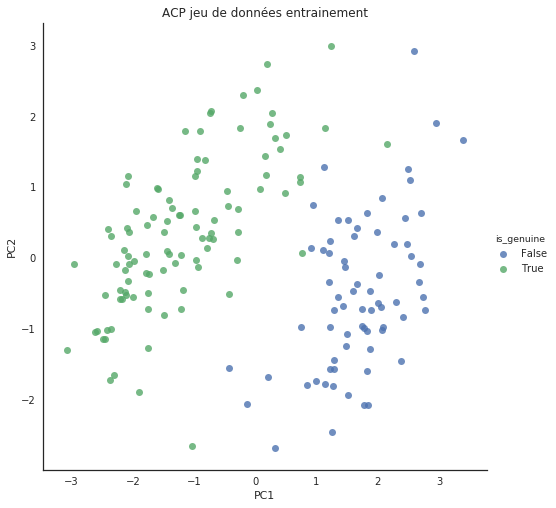 ACP jeu de données entrainement
PC2
3
2
1
0
−1
−2
−3
−2
−1
0
1
2
3
PC1
is_genuine
False
True